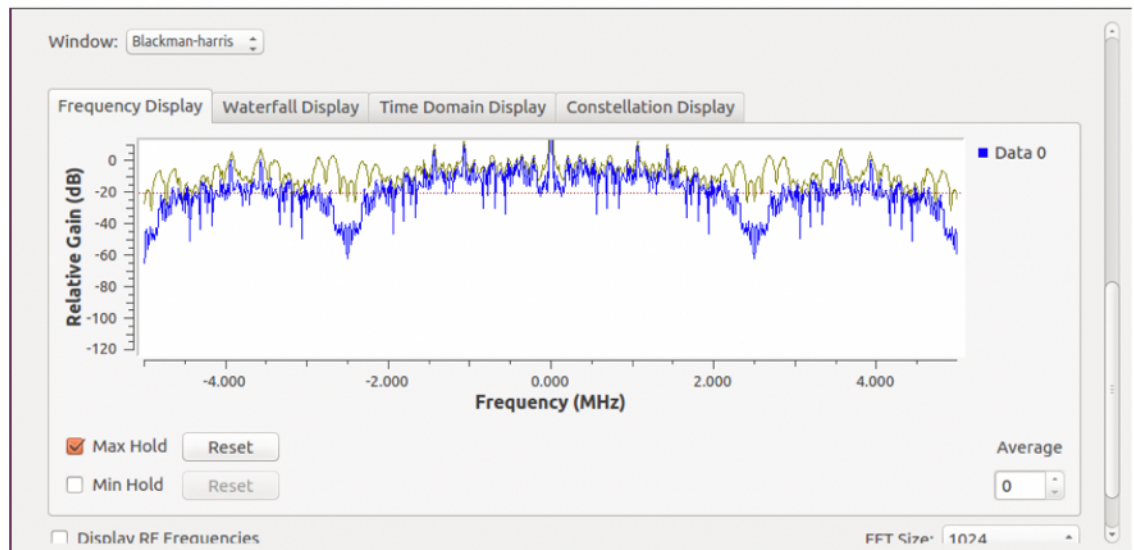 Window: Blackman-harris
Frequency Display Waterfall Display Time Domain Display Constellation Display
Relative Gain (dB)
0
-20
-40
-60
-80
-100
-120
Data 0
-4.000 -2.000 0.000 2.000 4.000
Frequency (MHz)
Max Hold Reset Average
Min Hold Reset 0
Display RF Frequencies FFT Size: 1024